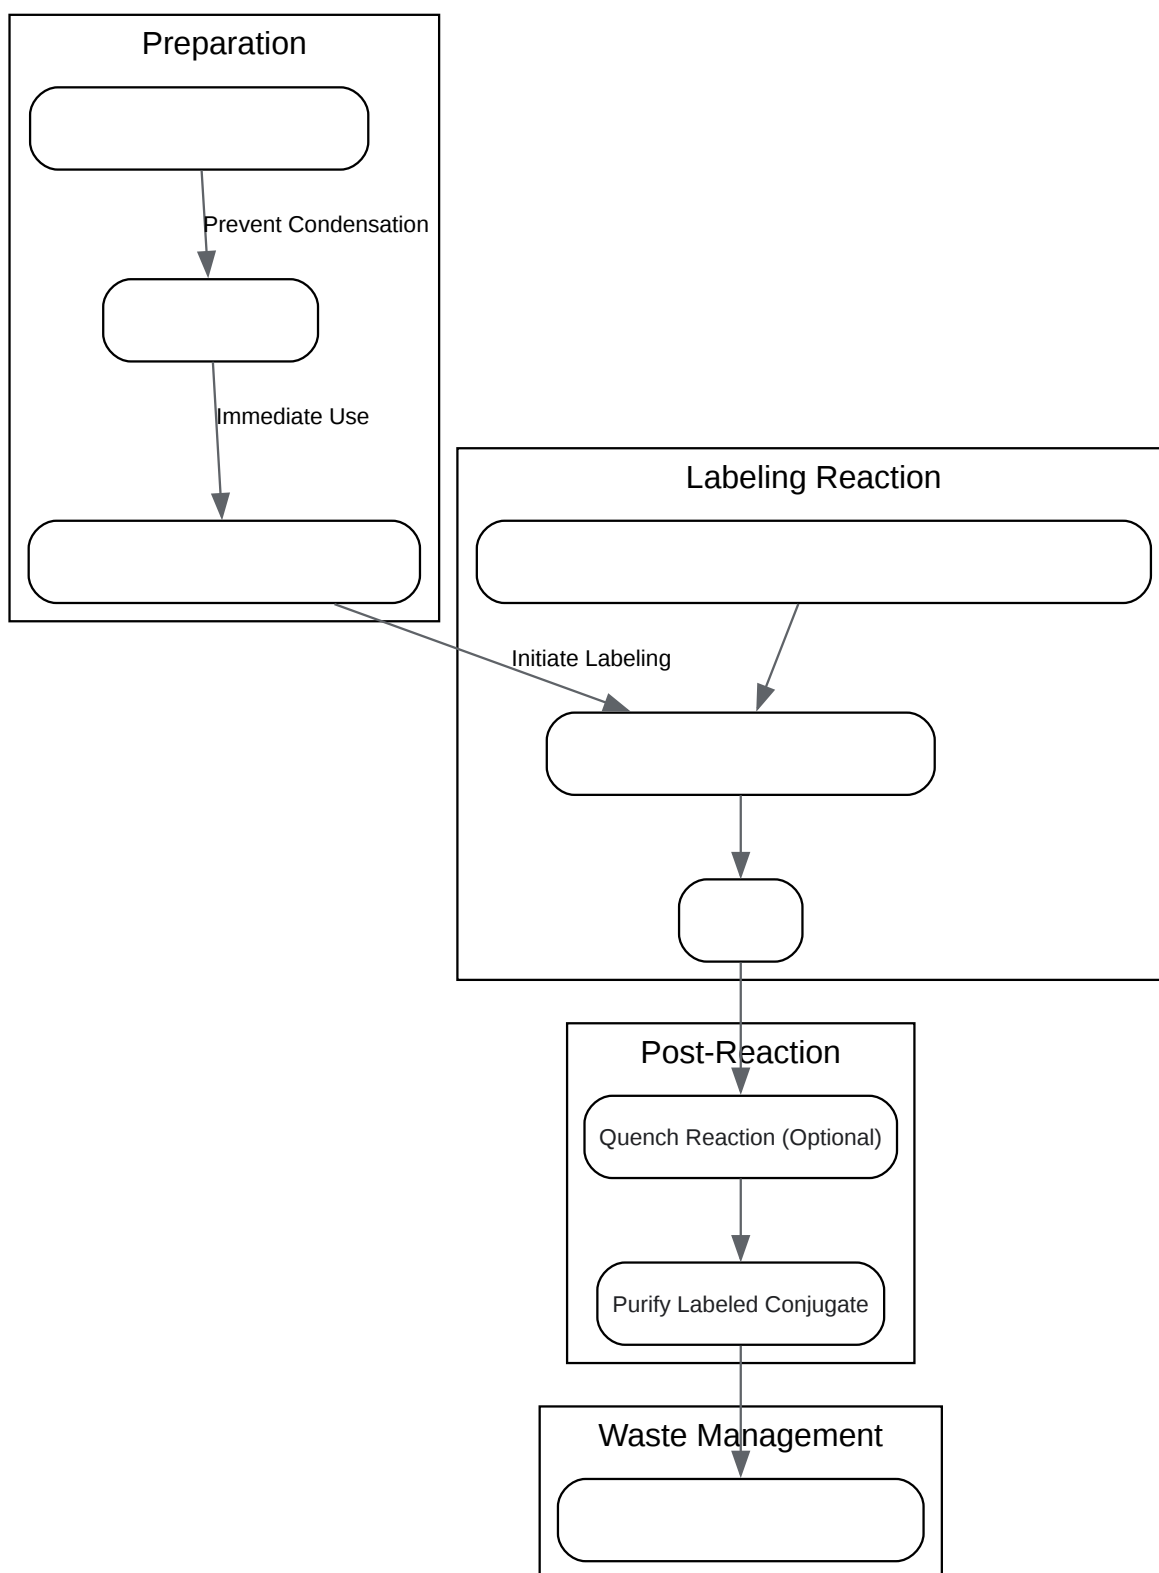 Preparation
Prevent Condensation
Immediate Use
Labeling Reaction
Initiate Labeling
Post-Reaction
Quench Reaction (Optional)
Purify Labeled Conjugate
Waste Management